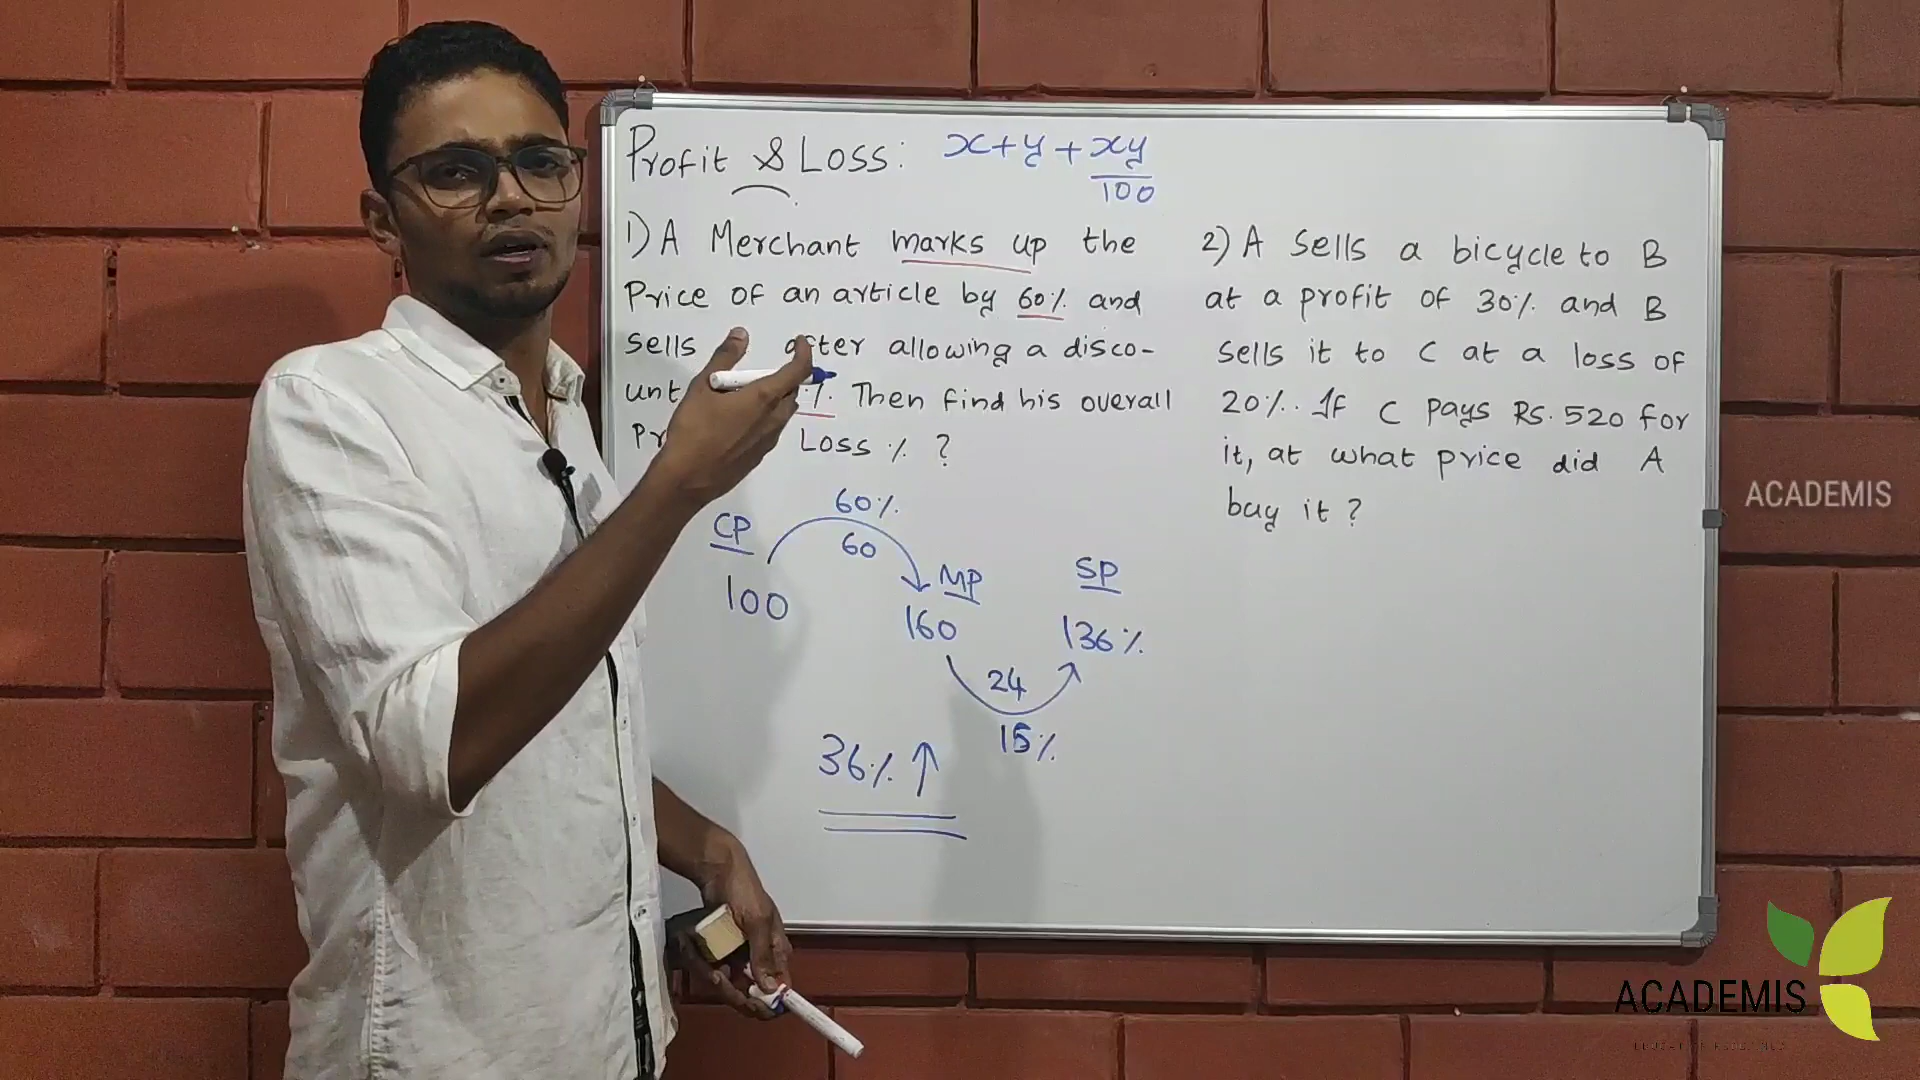 Profit & Loss: x+y+xy/100
1) A Merchant marks up the
Price of an article by 60% and
sells after allowing a disco-
unt %. Then find his overall
Loss % ?
60%
CP
60
100
MP
SP
160
136%
24
15%
36% ↑
2) A sells a bicycle to B
at a profit of 30% and B
sells it to C at a loss of
20%. If C pays Rs. 520 for
it, at what price did A
buy it ?
ACADEMIS
ACADEMIS